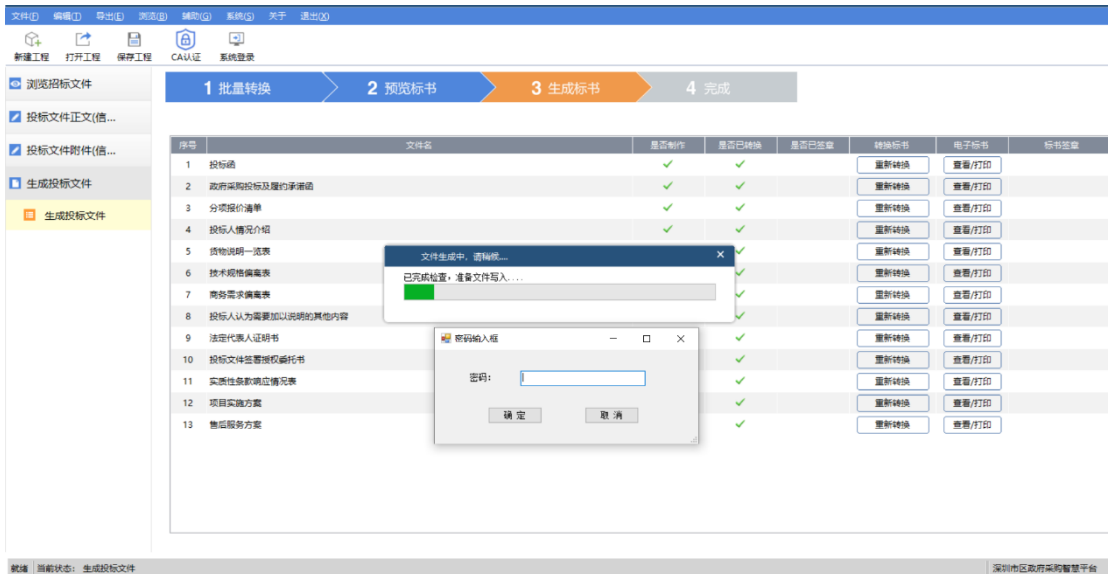 文件(F) 编辑(I) 导出(E) 浏览(B) 辅助(G) 系统(S) 关于 退出(X)
新建工程 打开工程 保存工程 CA认证 系统登录
浏览招标文件
投标文件正文(信...
投标文件附件(信...
生成投标文件
生成投标文件
1 批量转换 2 预览标书 3 生成标书 4 完成
序号 文件名 是否制作 是否已转换 是否已签章 转换标书 电子标书 标书签章
1 投标函 重新转换 查看/打印
2 政府采购投标及履约承诺函 重新转换 查看/打印
3 分项报价清单 重新转换 查看/打印
4 投标人情况介绍 重新转换 查看/打印
5 货物说明一览表 重新转换 查看/打印
6 技术规格偏离表 重新转换 查看/打印
7 商务需求偏离表 重新转换 查看/打印
8 投标人认为需要加以说明的其他内容 重新转换 查看/打印
9 法定代表人证明书 重新转换 查看/打印
10 投标文件签署授权委托书 重新转换 查看/打印
11 实质性条款响应情况表 重新转换 查看/打印
12 项目实施方案 重新转换 查看/打印
13 售后服务方案 重新转换 查看/打印
文件生成中，请稍候...
已完成检查，准备文件写入....
密码输入框
密码：
确 定 取 消
就绪 当前状态：生成投标文件 深圳市区政府采购智慧平台